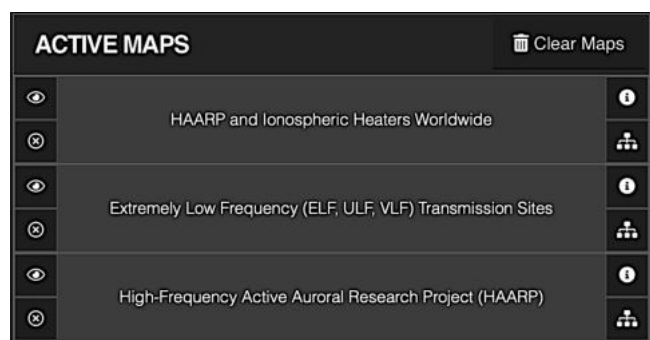 ACTIVE MAPS
Clear Maps
HAARP and Ionospheric Heaters Worldwide
Extremely Low Frequency (ELF, ULF, VLF) Transmission Sites
High-Frequency Active Auroral Research Project (HAARP)